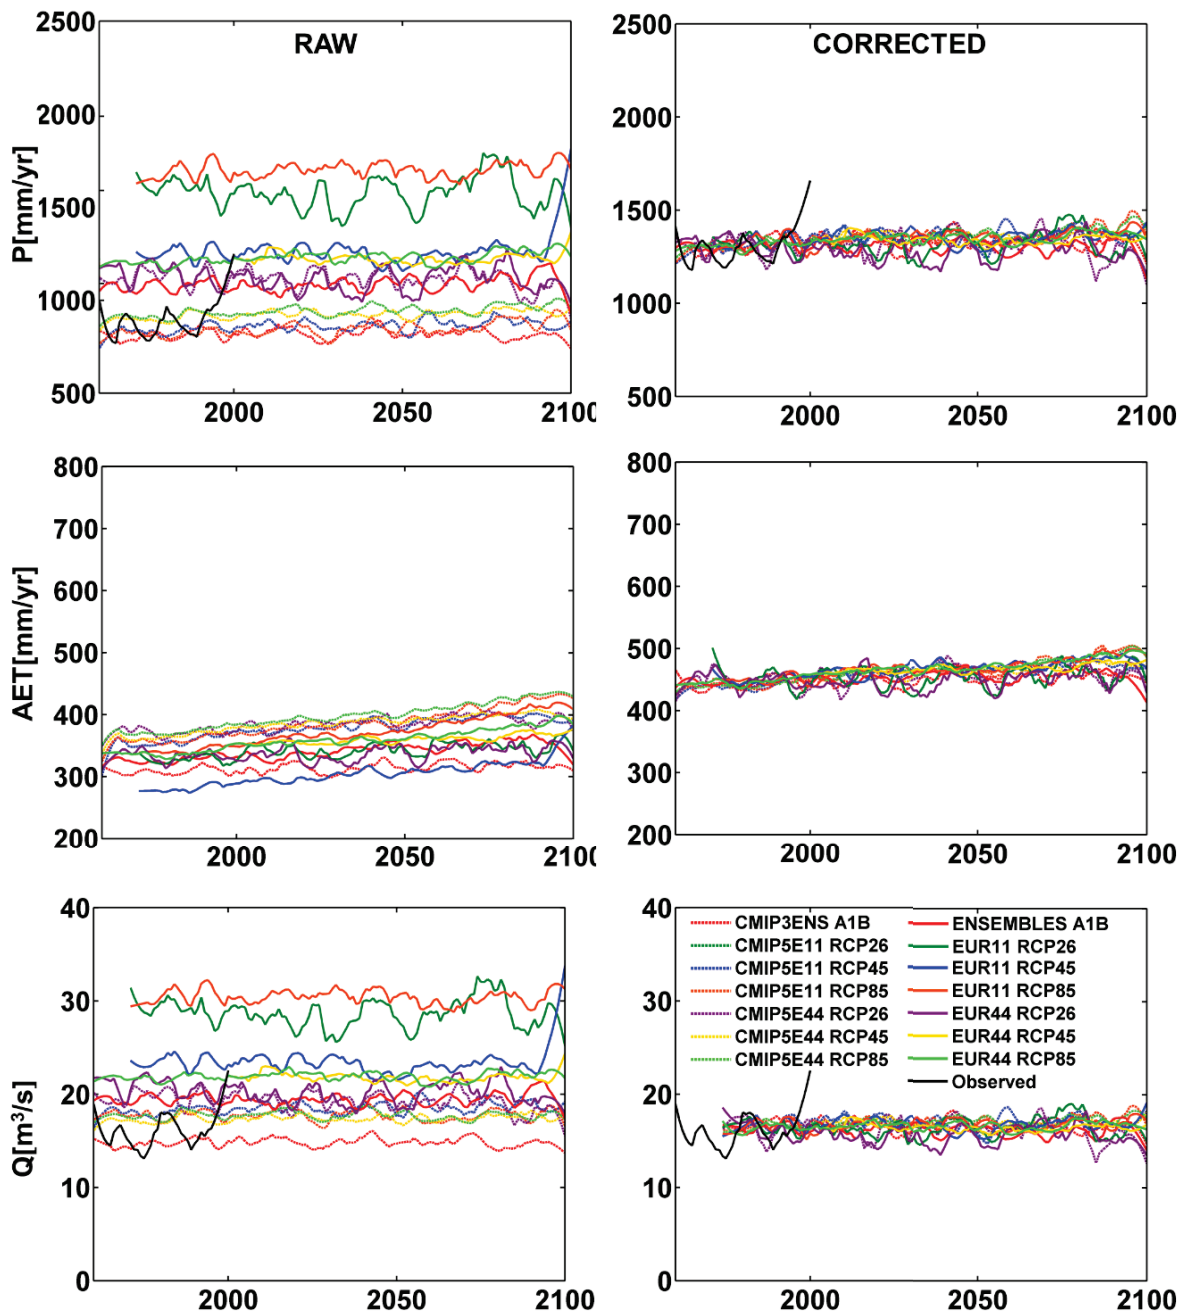 RAW
P[mm/yr]
2500
2000
1500
1000
500
2000
2050
2100
CORRECTED
2500
2000
1500
1000
500
2000
2050
2100
AET[mm/yr]
800
700
600
500
400
300
200
2000
2050
210
800
700
600
500
400
300
200
2000
2050
2100
Q[m³/s]
40
30
20
10
0
2000
2050
2100
40
30
20
10
0
2000
2050
2100
CMIP3ENS A1B
CMIP5E11 RCP26
CMIP5E11 RCP45
CMIP5E11 RCP85
CMIP5E44 RCP26
CMIP5E44 RCP45
CMIP5E44 RCP85
ENSEMBLES A1B
EUR11 RCP26
EUR11 RCP45
EUR11 RCP85
EUR44 RCP26
EUR44 RCP45
EUR44 RCP85
Observed